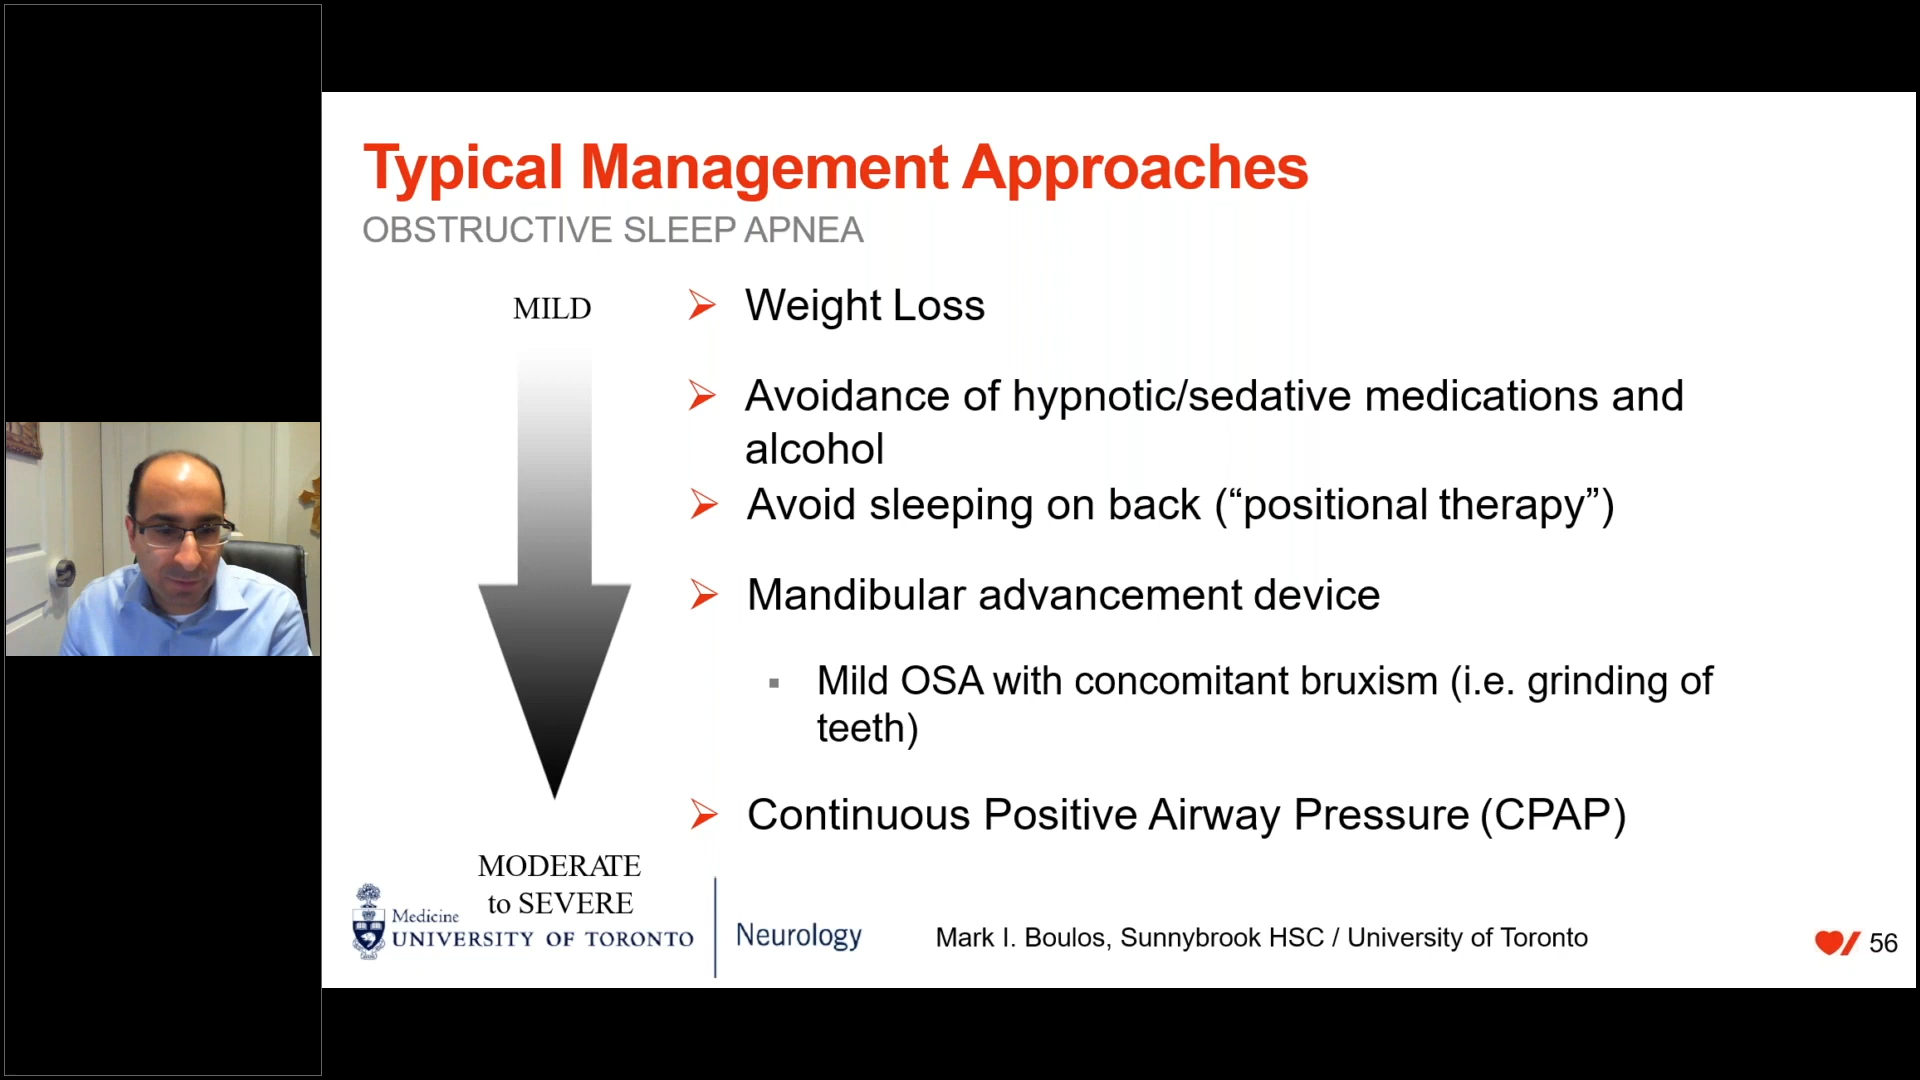 Typical Management Approaches
OBSTRUCTIVE SLEEP APNEA
MILD
➢ Weight Loss
➢ Avoidance of hypnotic/sedative medications and
alcohol
➢ Avoid sleeping on back (“positional therapy”)
➢ Mandibular advancement device
▪ Mild OSA with concomitant bruxism (i.e. grinding of
teeth)
➢ Continuous Positive Airway Pressure (CPAP)
MODERATE
to SEVERE
Medicine
UNIVERSITY OF TORONTO
Neurology
Mark I. Boulos, Sunnybrook HSC / University of Toronto
56